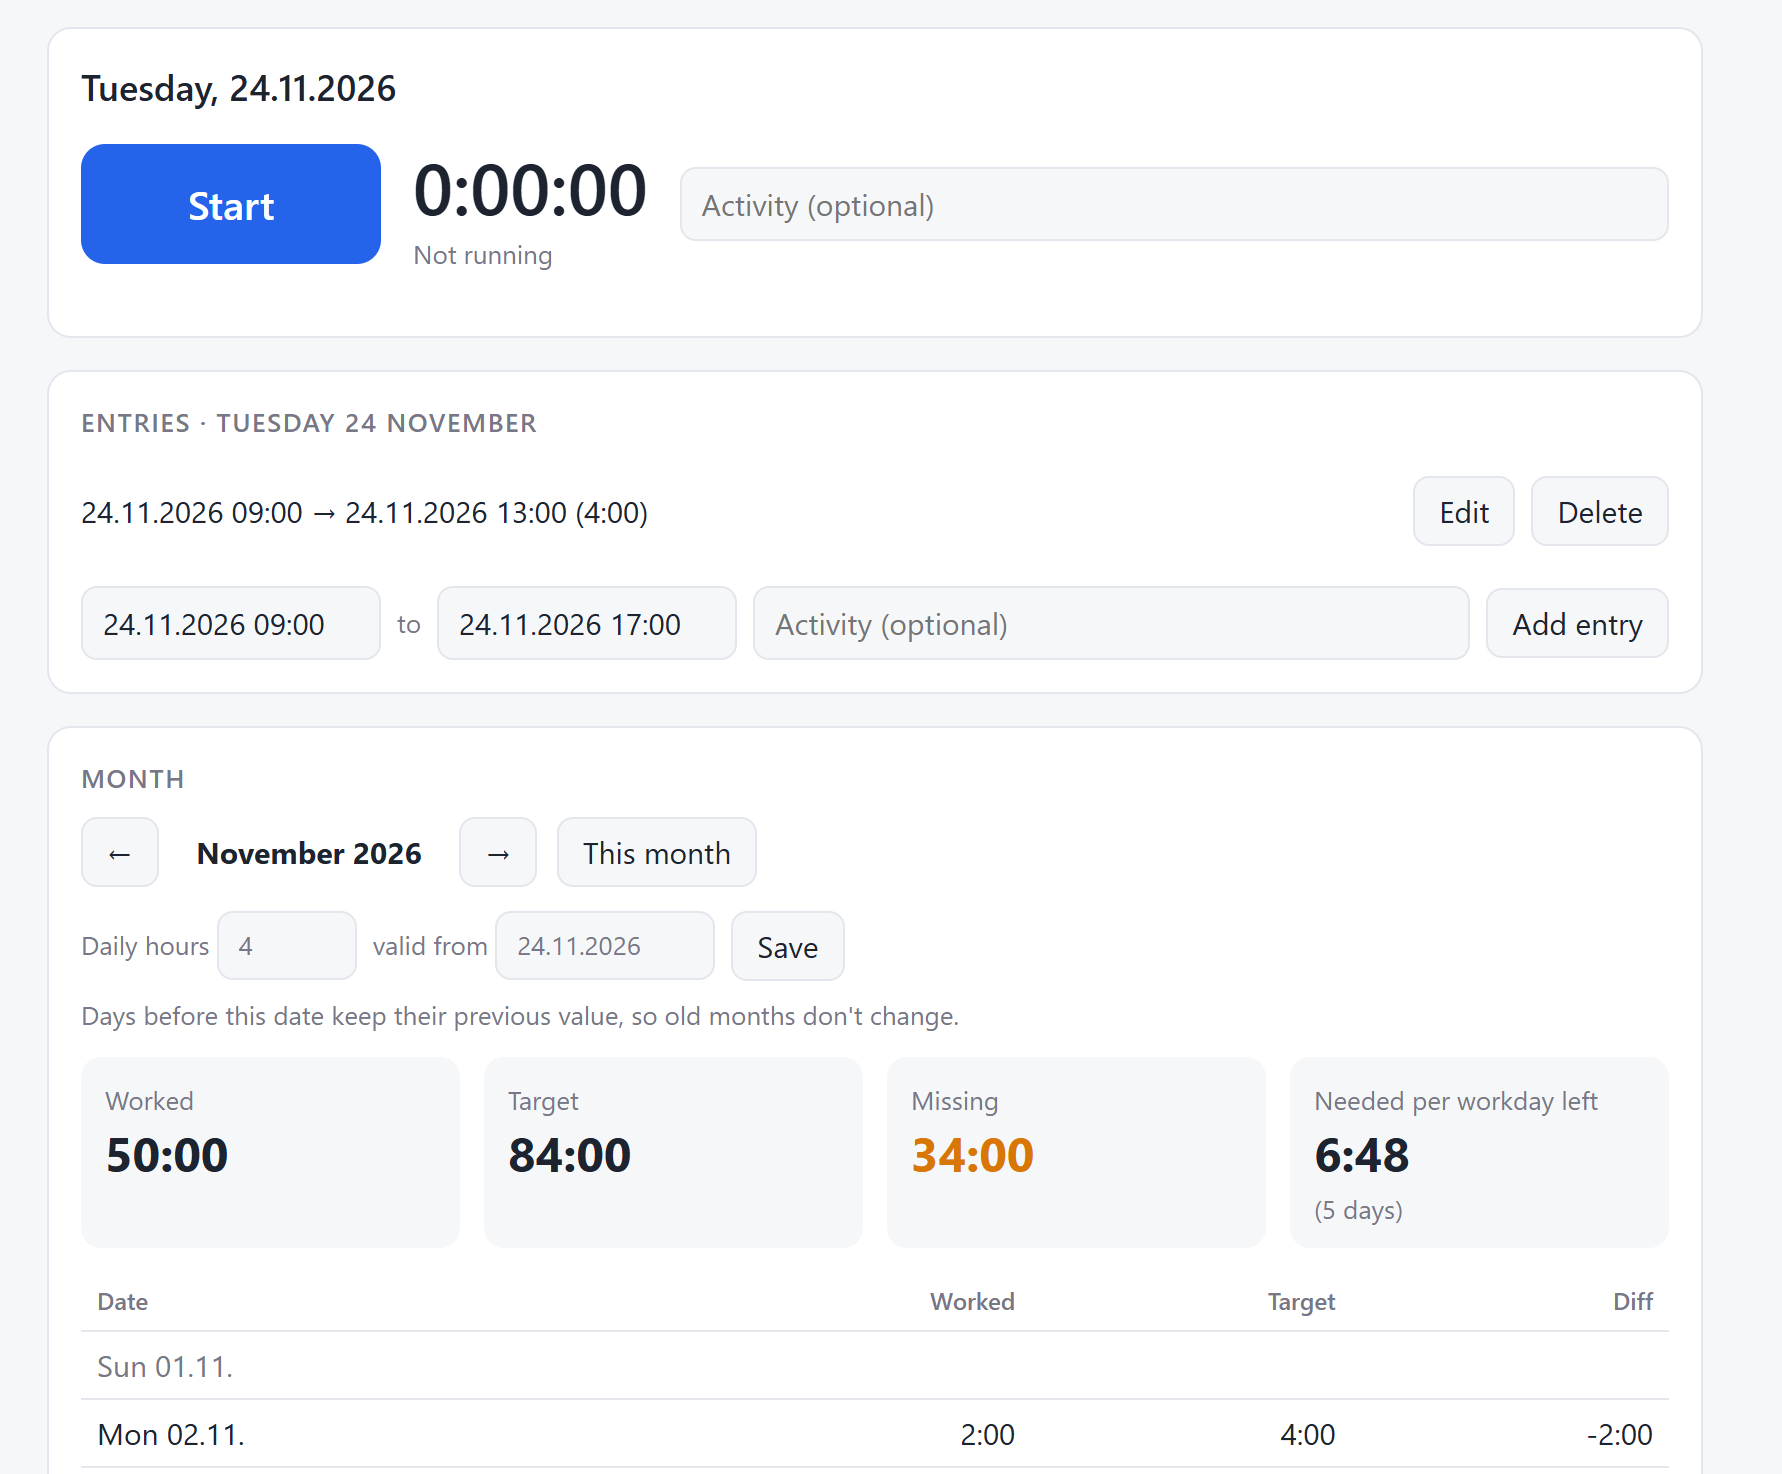 Tuesday, 24.11.2026
Start
0:00:00
Not running
Activity (optional)
ENTRIES · TUESDAY 24 NOVEMBER
24.11.2026 09:00 → 24.11.2026 13:00 (4:00)
Edit
Delete
24.11.2026 09:00 to 24.11.2026 17:00 Activity (optional) Add entry
MONTH
← November 2026 → This month
Daily hours 4 valid from 24.11.2026 Save
Days before this date keep their previous value, so old months don't change.
Worked
50:00
Target
84:00
Missing
34:00
Needed per workday left
6:48
(5 days)
Date Worked Target Diff
Sun 01.11.
Mon 02.11. 2:00 4:00 -2:00